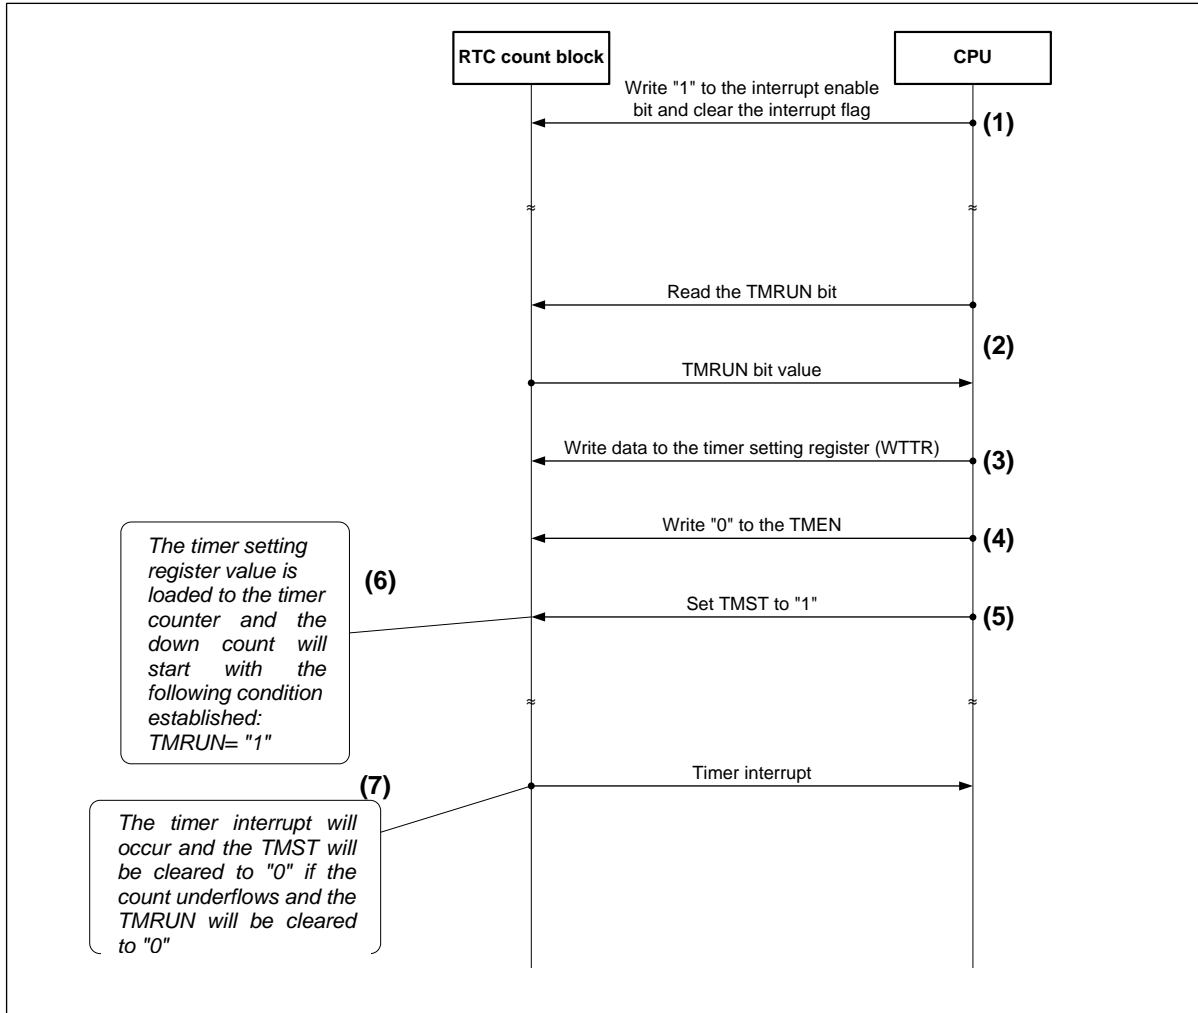 RTC count block
CPU
Write "1" to the interrupt enable
bit and clear the interrupt flag
(1)
≈
≈
Read the TMRUN bit
(2)
TMRUN bit value
Write data to the timer setting register (WTTR)
(3)
Write "0" to the TMEN
(4)
The timer setting
register value is
loaded to the timer
counter and the
down count will
start with the
following condition
established:
TMRUN= "1"
(6)
Set TMST to "1"
(5)
≈
≈
Timer interrupt
(7)
The timer interrupt will
occur and the TMST will
be cleared to "0" if the
count underflows and the
TMRUN will be cleared
to "0"